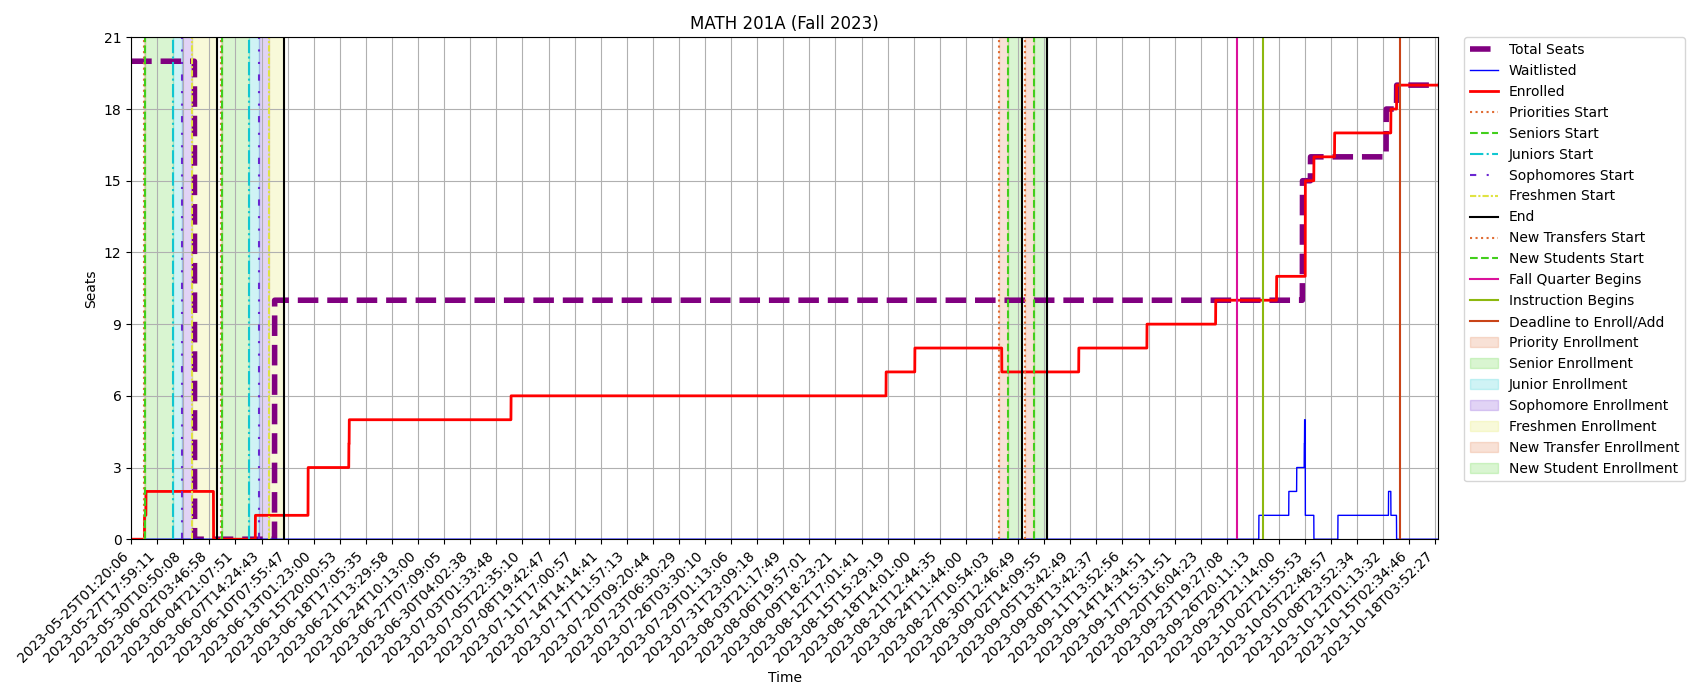 MATH 201A (Fall 2023)
21
18
15
12
9
6
3
0
Seats
2023-05-25T01:20:06
2023-05-27T17:59:11
2023-05-30T10:50:08
2023-06-02T03:46:58
2023-06-04T21:07:51
2023-06-07T14:24:43
2023-06-10T07:55:47
2023-06-13T01:23:00
2023-06-15T20:00:53
2023-06-18T17:05:35
2023-06-21T13:29:58
2023-06-24T10:13:00
2023-06-27T07:09:05
2023-06-30T04:02:38
2023-07-03T01:33:48
2023-07-05T22:35:10
2023-07-08T19:42:47
2023-07-11T17:00:57
2023-07-14T14:14:41
2023-07-17T11:57:13
2023-07-20T09:20:44
2023-07-23T06:30:29
2023-07-26T03:30:10
2023-07-29T01:13:06
2023-07-31T23:09:18
2023-08-03T21:17:49
2023-08-06T19:57:01
2023-08-09T18:23:21
2023-08-12T17:01:41
2023-08-15T15:29:19
2023-08-18T14:01:00
2023-08-21T12:44:35
2023-08-24T11:44:00
2023-08-27T10:54:03
2023-08-30T12:46:49
2023-09-02T14:09:55
2023-09-05T13:42:49
2023-09-08T13:42:37
2023-09-11T13:52:56
2023-09-14T14:34:51
2023-09-17T15:31:51
2023-09-20T16:04:23
2023-09-23T19:27:08
2023-09-26T20:11:13
2023-09-29T21:14:00
2023-10-02T21:55:53
2023-10-05T22:48:57
2023-10-08T23:52:34
2023-10-12T01:13:32
2023-10-15T02:34:46
2023-10-18T03:52:27
Time
Total Seats
Waitlisted
Enrolled
Priorities Start
Seniors Start
Juniors Start
Sophomores Start
Freshmen Start
End
New Transfers Start
New Students Start
Fall Quarter Begins
Instruction Begins
Deadline to Enroll/Add
Priority Enrollment
Senior Enrollment
Junior Enrollment
Sophomore Enrollment
Freshmen Enrollment
New Transfer Enrollment
New Student Enrollment